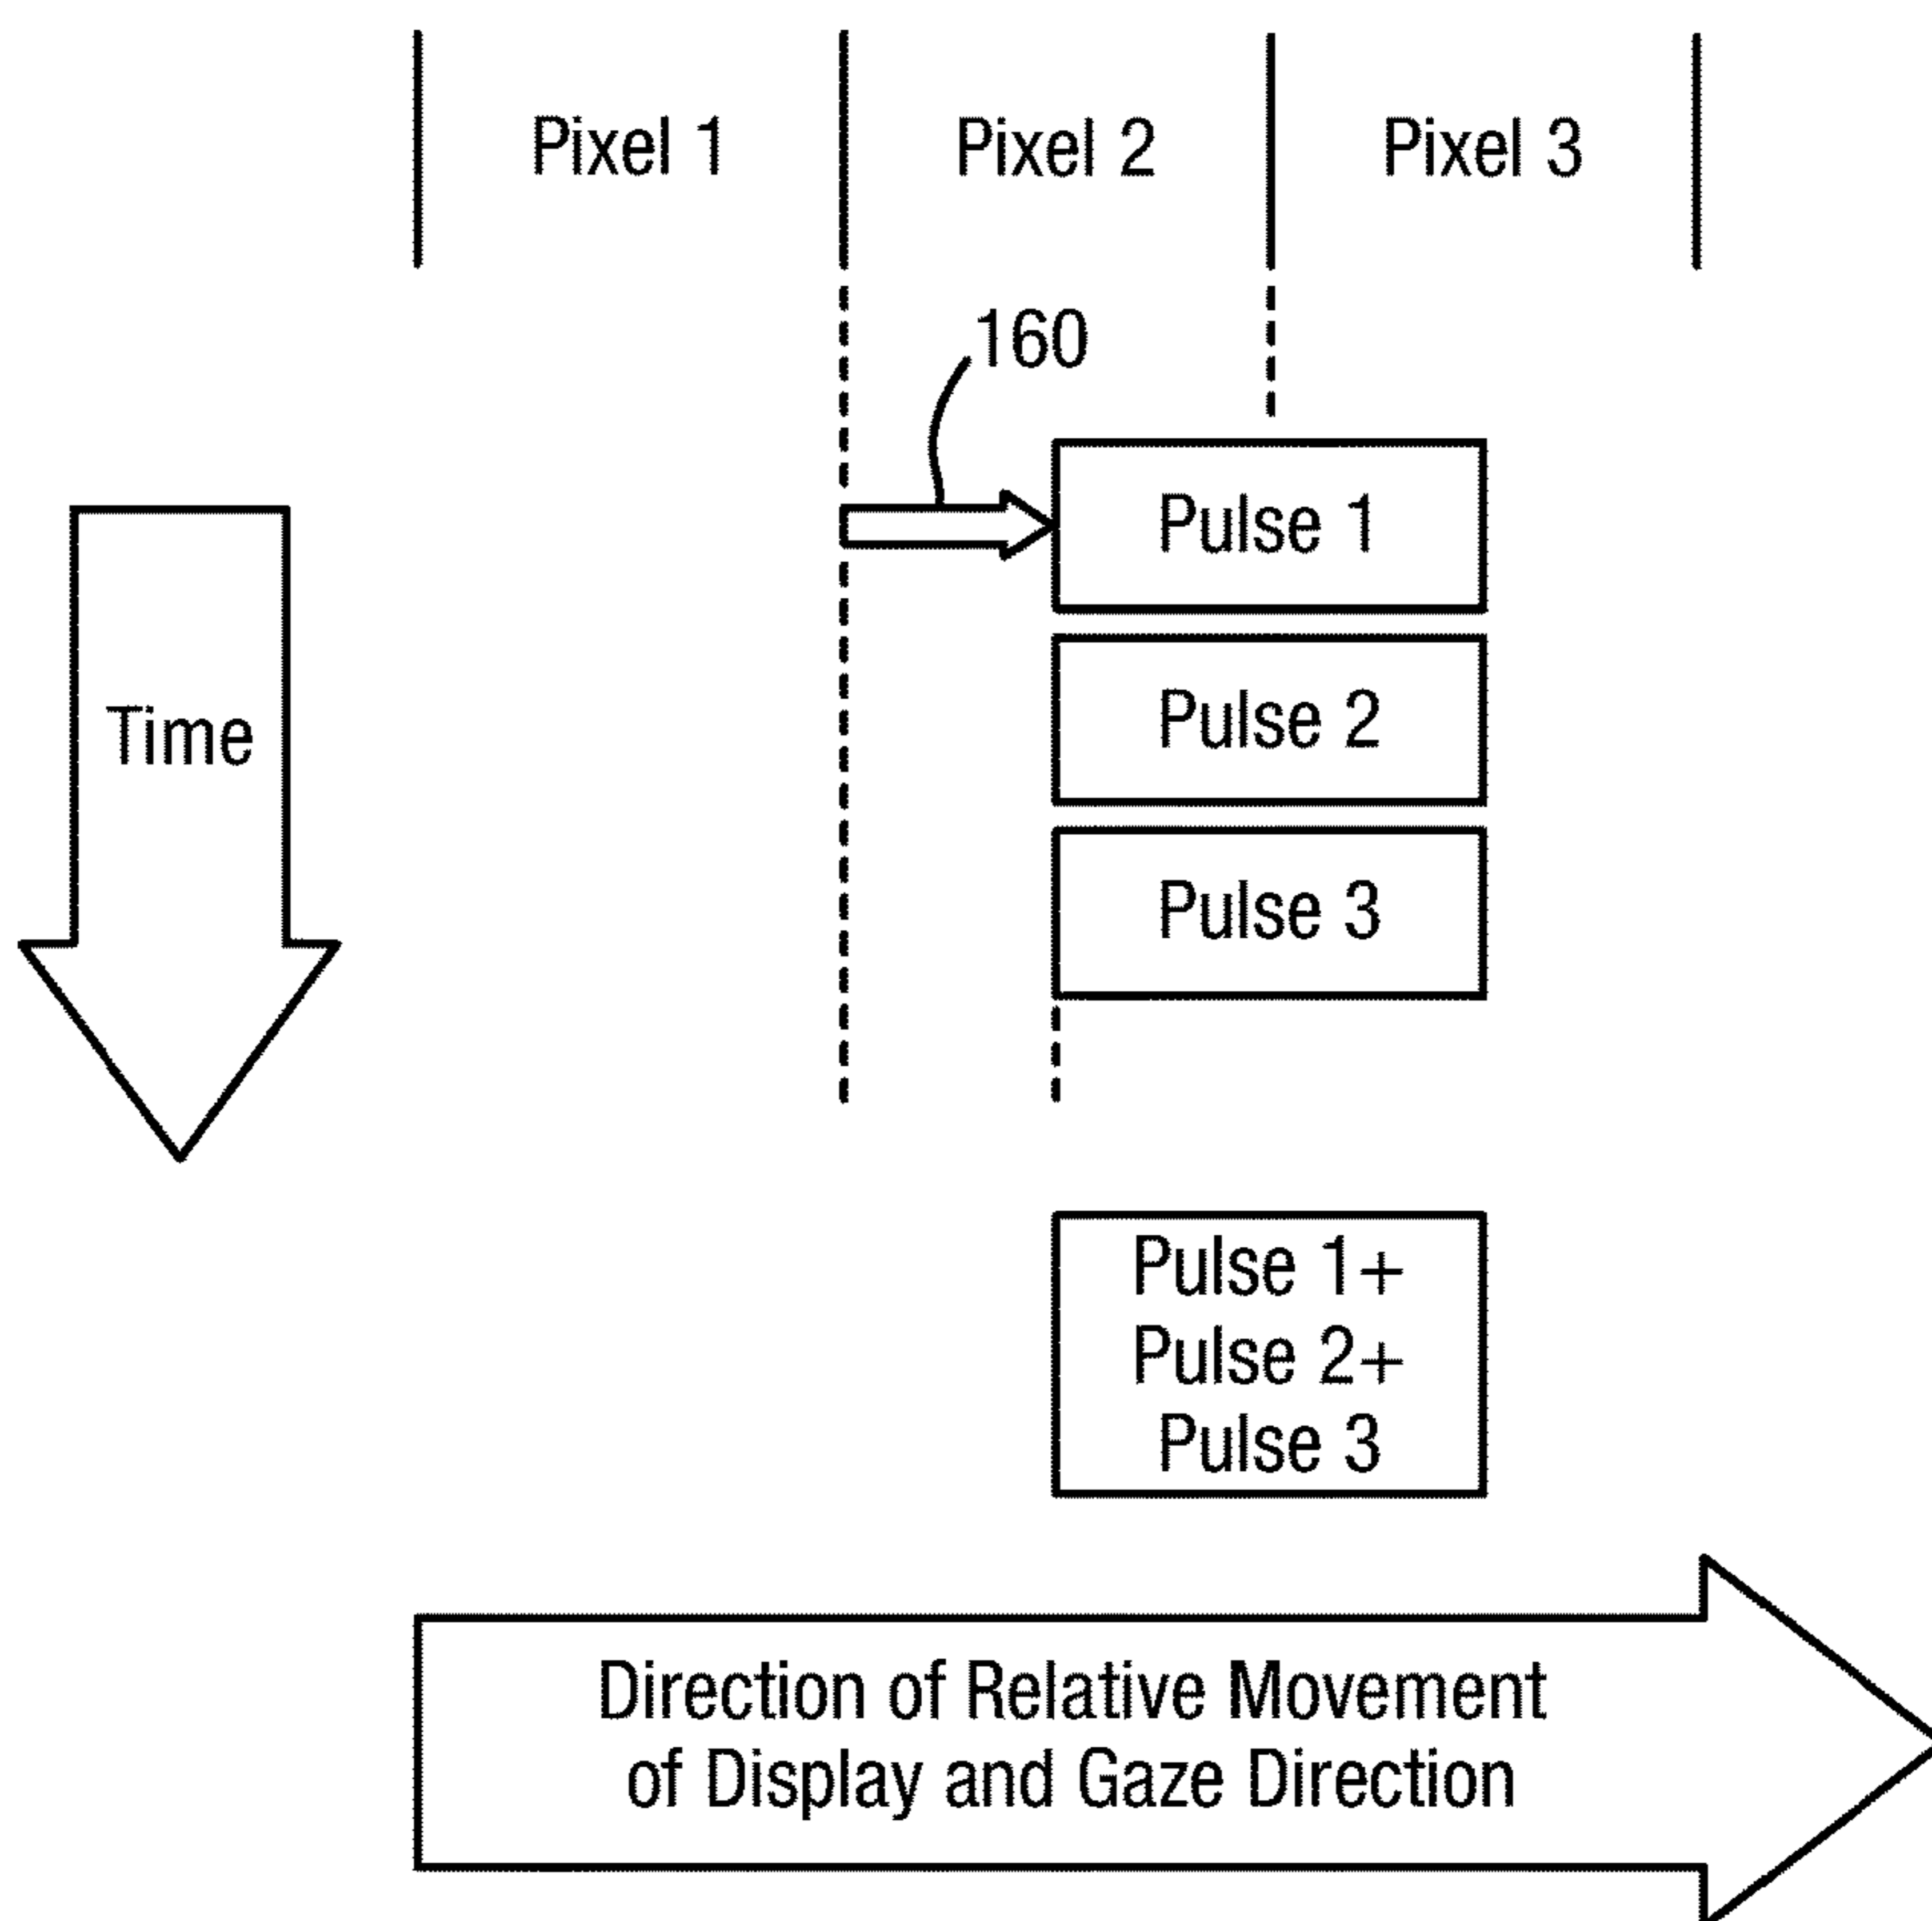 Pixel 1
Pixel 2
Pixel 3
160
Pulse 1
Time
Pulse 2
Pulse 3
Pulse 1+
Pulse 2+
Pulse 3
Direction of Relative Movement
of Display and Gaze Direction